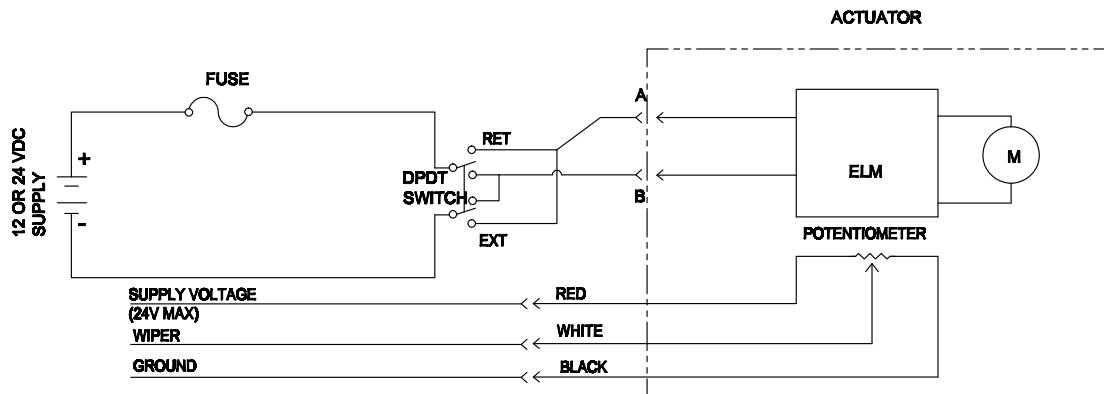 ACTUATOR
FUSE
A
RET
12 OR 24 VDC
SUPPLY
+
-
DPDT
SWITCH
ELM
M
B
EXT
POTENTIOMETER
SUPPLY VOLTAGE
(24V MAX)
RED
WIPER
WHITE
GROUND
BLACK